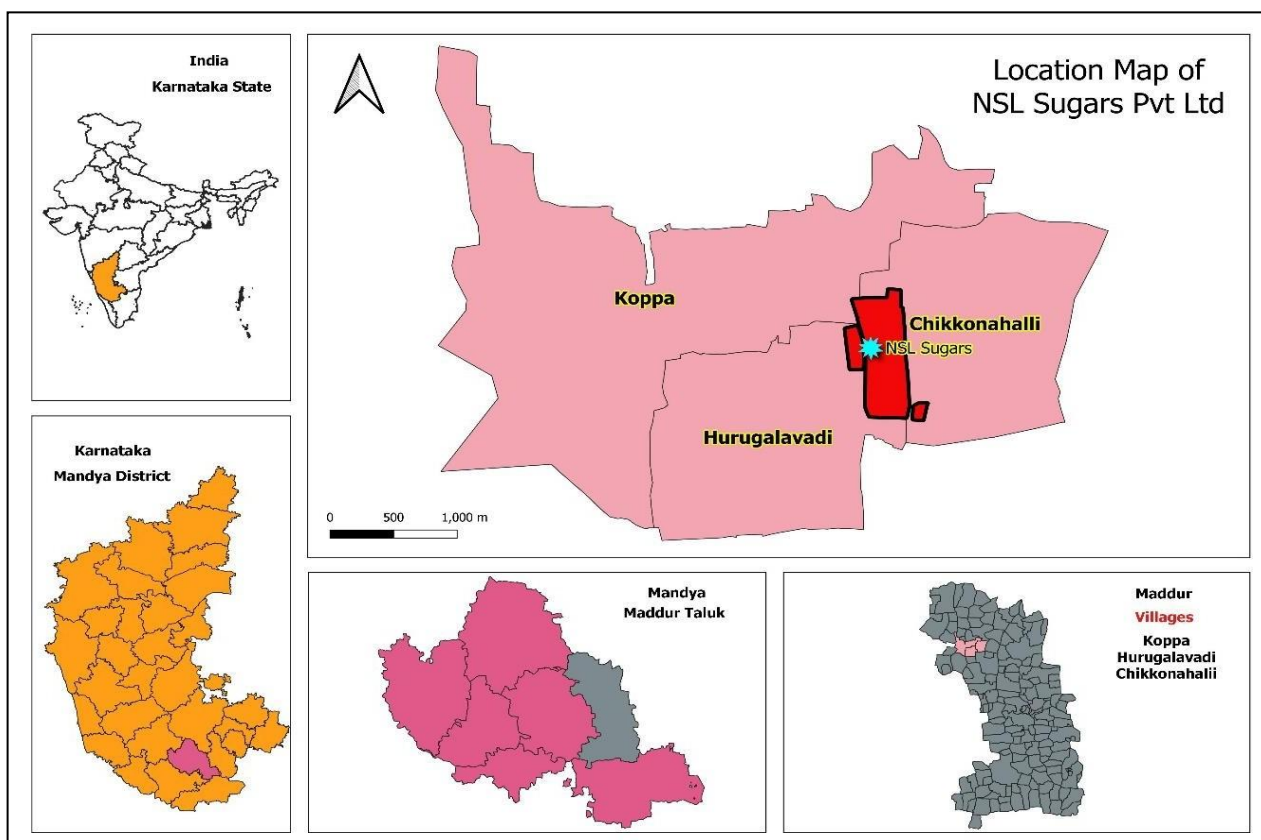 India
Karnataka State
Location Map of
NSL Sugars Pvt Ltd
Koppa
Chikkonahalli
NSL Sugars
Hurugalavadi
0 500 1,000 m
Karnataka
Mandya District
Mandya
Maddur Taluk
Maddur
Villages
Koppa
Hurugalavadi
Chikkonahalii